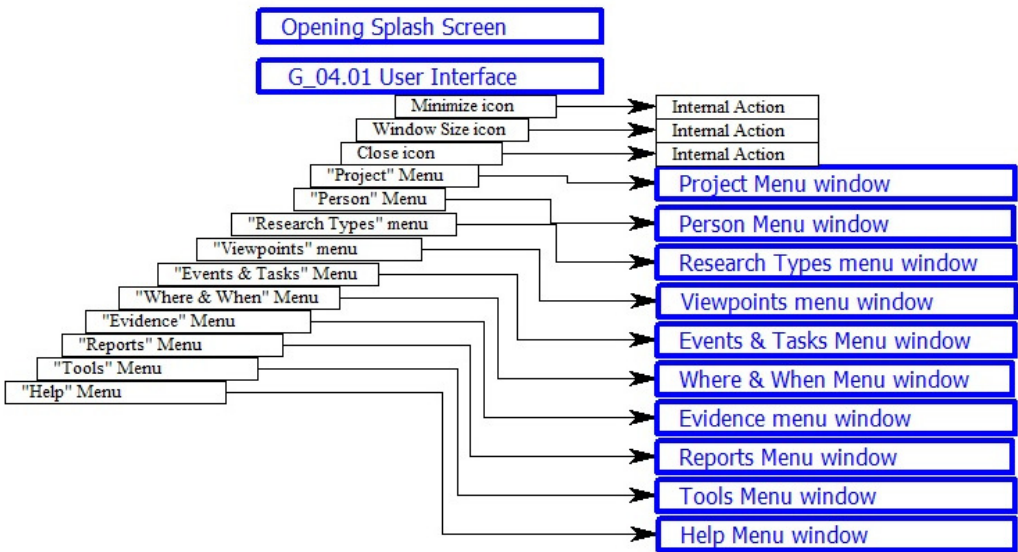 Opening Splash Screen
G_04.01 User Interface
Minimize icon
Internal Action
Window Size icon
Internal Action
Close icon
Internal Action
"Project" Menu
Project Menu window
"Person" Menu
Person Menu window
"Research Types" menu
Research Types menu window
"Viewpoints" menu
Viewpoints menu window
"Events & Tasks" Menu
Events & Tasks Menu window
"Where & When" Menu
Where & When Menu window
"Evidence" Menu
Evidence menu window
"Reports" Menu
Reports Menu window
"Tools" Menu
Tools Menu window
"Help" Menu
Help Menu window